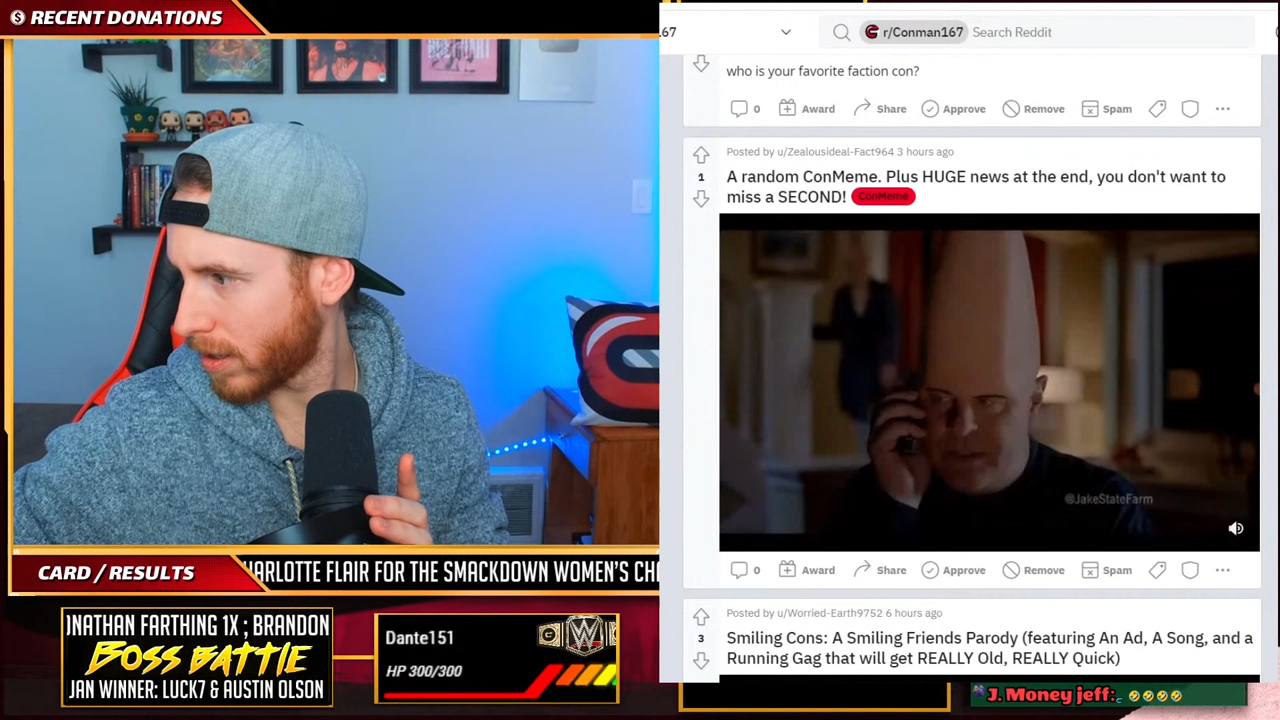 RECENT DONATIONS
.67
r/Conman167 Search Reddit
who is your favorite faction con?
0 Award Share Approve Remove Spam
Posted by u/Zealousideal-Fact964 3 hours ago
1
A random ConMeme. Plus HUGE news at the end, you don't want to
miss a SECOND! ConMeme
@JakeStateFarm
0 Award Share Approve Remove Spam
Posted by u/Worried-Earth9752 6 hours ago
3
Smiling Cons: A Smiling Friends Parody (featuring An Ad, A Song, and a
Running Gag that will get REALLY Old, REALLY Quick)
CARD / RESULTS
HARLOTTE FLAIR FOR THE SMACKDOWN WOMEN'S CHA
NATHAN FARTHING 1X ; BRANDON
BOSS BATTLE
JAN WINNER: LUCK7 & AUSTIN OLSON
Dante151
HP 300/300
J. Money jeff: